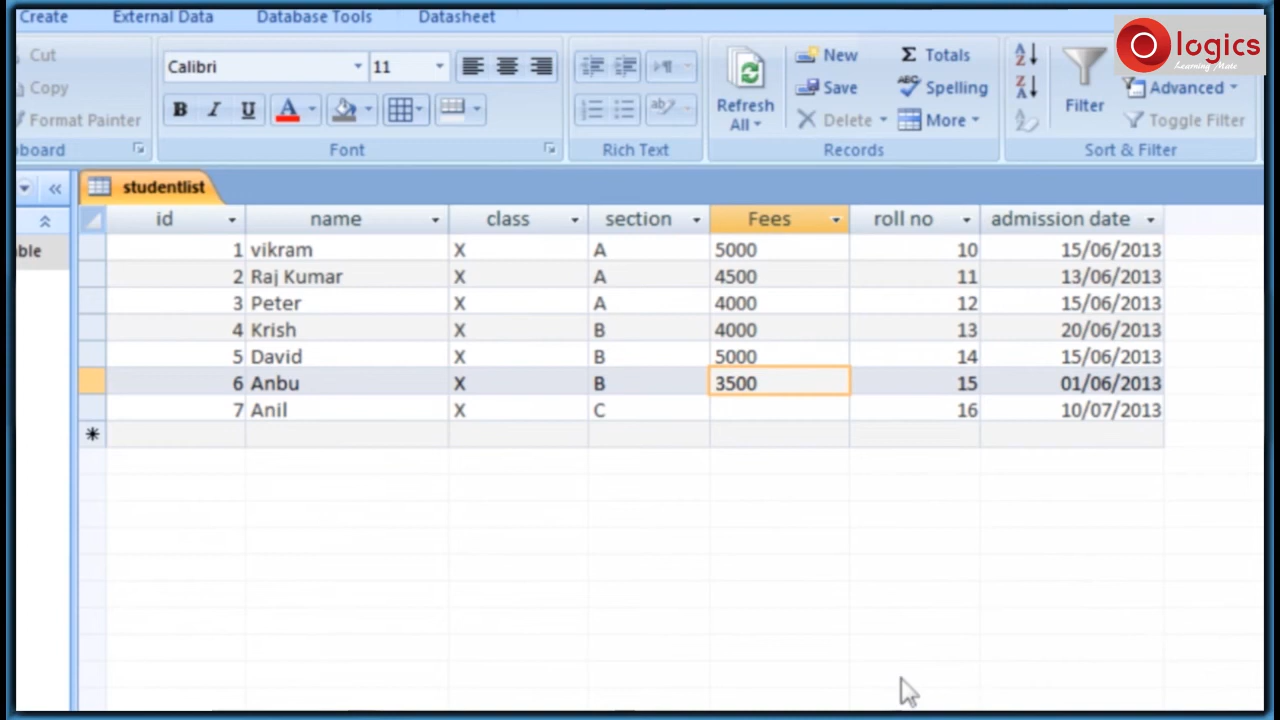 Create External Data Database Tools Datasheet
logics
Learning Mate
Cut
Copy
Format Painter
Calibri 11
B I U A
Refresh
All
New
Save
Delete
Σ Totals
ABC Spelling
More
A
Z
Z
A
Filter
Advanced
Toggle Filter
board Font Rich Text Records Sort & Filter
studentlist
able
id name class section Fees roll no admission date
1 vikram X A 5000 10 15/06/2013
2 Raj Kumar X A 4500 11 13/06/2013
3 Peter X A 4000 12 15/06/2013
4 Krish X B 4000 13 20/06/2013
5 David X B 5000 14 15/06/2013
6 Anbu X B 3500 15 01/06/2013
7 Anil X C 16 10/07/2013